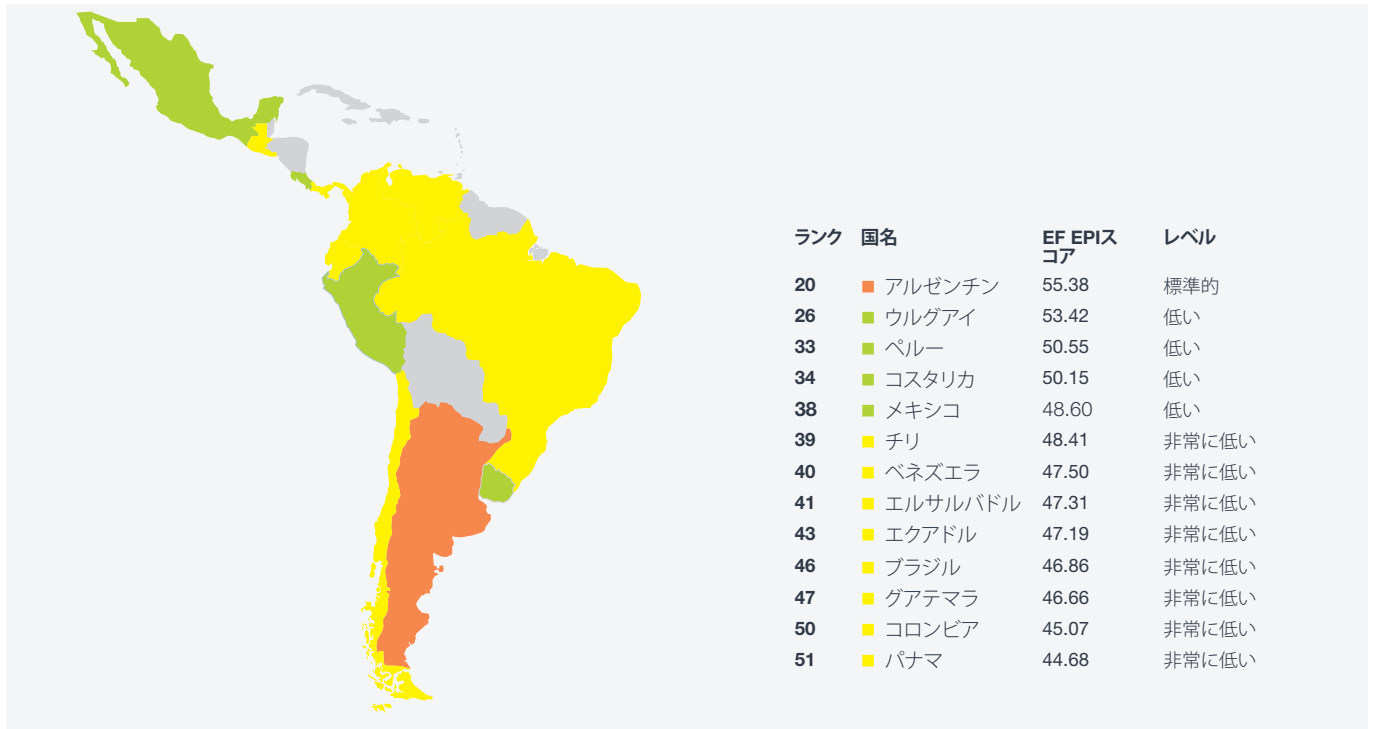 ランク 国名 EF EPIス レベル
コア
20 アルゼンチン 55.38 標準的
26 ウルグアイ 53.42 低い
33 ペルー 50.55 低い
34 コスタリカ 50.15 低い
38 メキシコ 48.60 低い
39 チリ 48.41 非常に低い
40 ベネズエラ 47.50 非常に低い
41 エルサルバドル 47.31 非常に低い
43 エクアドル 47.19 非常に低い
46 ブラジル 46.86 非常に低い
47 グアテマラ 46.66 非常に低い
50 コロンビア 45.07 非常に低い
51 パナマ 44.68 非常に低い